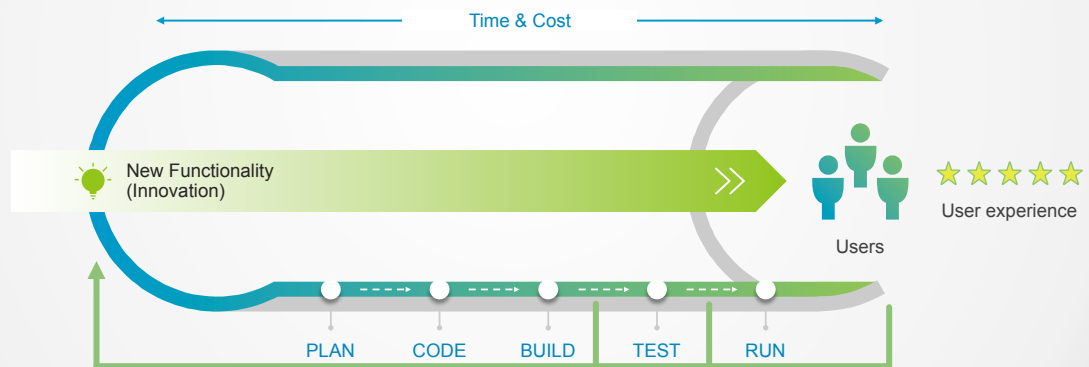 Time & Cost
New Functionality
(Innovation)
User experience
Users
PLAN
CODE
BUILD
TEST
RUN